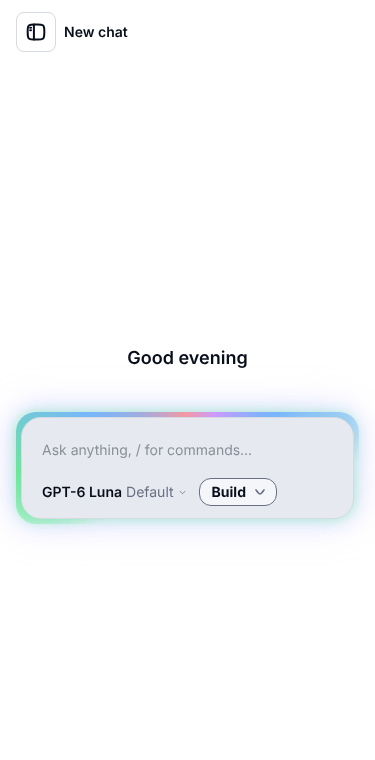 New chat
Good evening
Ask anything, / for commands...
GPT-6 Luna Default Build